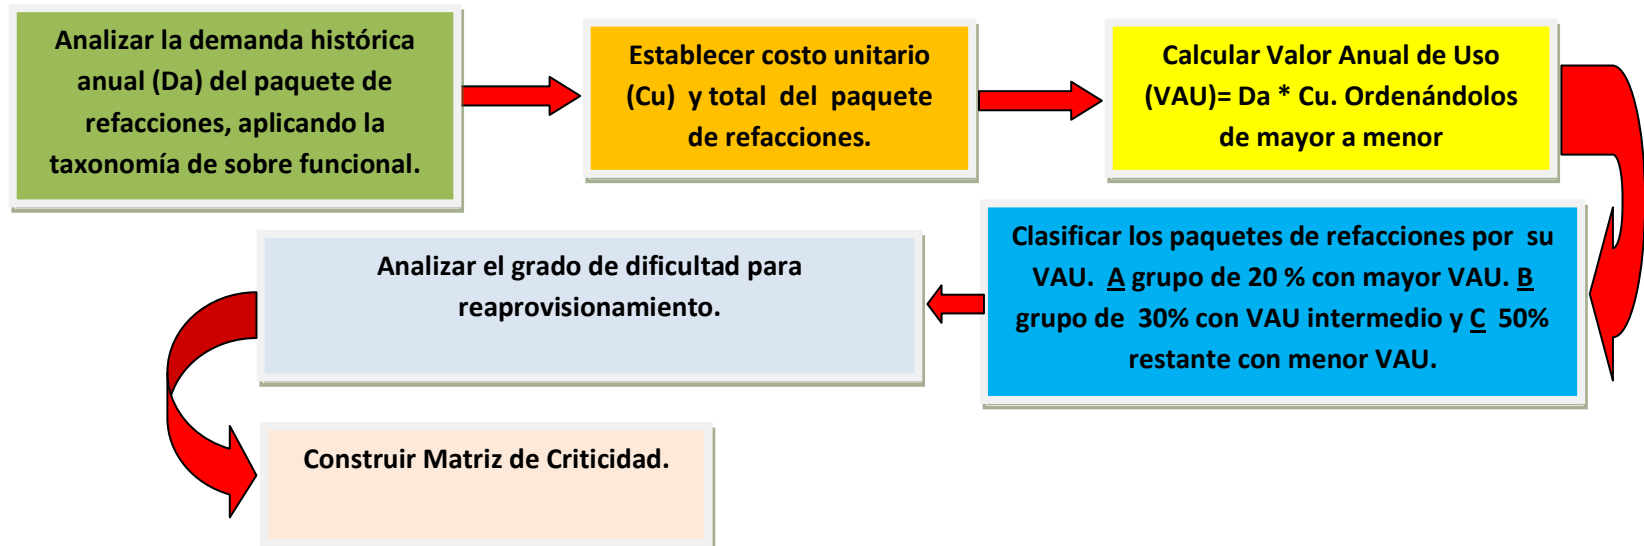 Analizar la demanda histórica
anual (Da) del paquete de
refacciones, aplicando la
taxonomía de sobre funcional.
Establecer costo unitario
(Cu) y total del paquete
de refacciones.
Calcular Valor Anual de Uso
(VAU)= Da * Cu. Ordenándolos
de mayor a menor
Clasificar los paquetes de refacciones por su
VAU. A grupo de 20 % con mayor VAU. B
grupo de 30% con VAU intermedio y C 50%
restante con menor VAU.
Analizar el grado de dificultad para
reaprovisionamiento.
Construir Matriz de Criticidad.